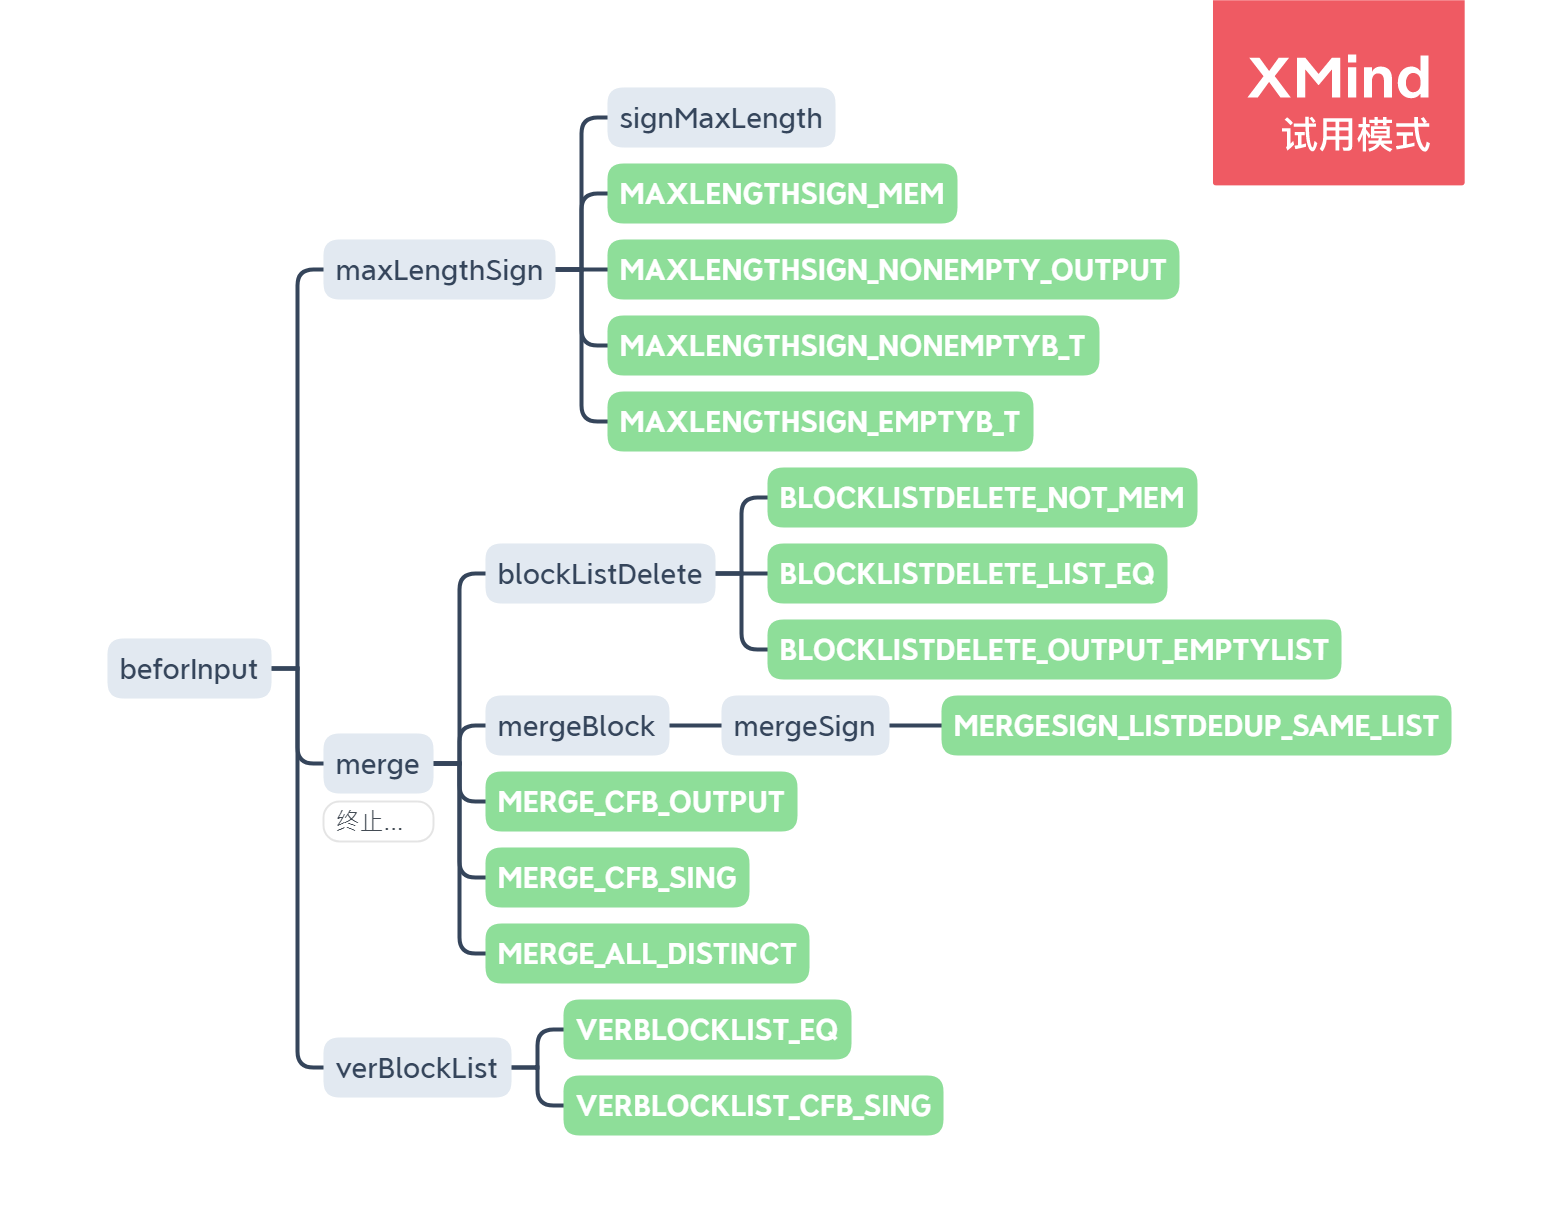 XMind
试用模式
signMaxLength
MAXLENGTHSIGN_MEM
maxLengthSign
MAXLENGTHSIGN_NONEMPTY_OUTPUT
MAXLENGTHSIGN_NONEMPTYB_T
MAXLENGTHSIGN_EMPTYB_T
BLOCKLISTDELETE_NOT_MEM
blockListDelete
BLOCKLISTDELETE_LIST_EQ
BLOCKLISTDELETE_OUTPUT_EMPTYLIST
beforInput
mergeBlock
mergeSign
MERGESIGN_LISTDEDUP_SAME_LIST
merge
终止...
MERGE_CFB_OUTPUT
MERGE_CFB_SING
MERGE_ALL_DISTINCT
VERBLOCKLIST_EQ
verBlockList
VERBLOCKLIST_CFB_SING